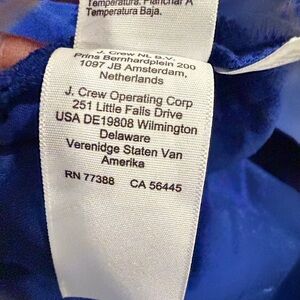 Temperatura. Planchar A
Temperatura Baja.
J. Crew NL B.V.
Prins Bernhardplein 200
1097 JB Amsterdam,
Netherlands
J. Crew Operating Corp
251 Little Falls Drive
USA DE19808 Wilmington
Delaware
Verenidge Staten Van
Amerika
RN 77388 CA 56445